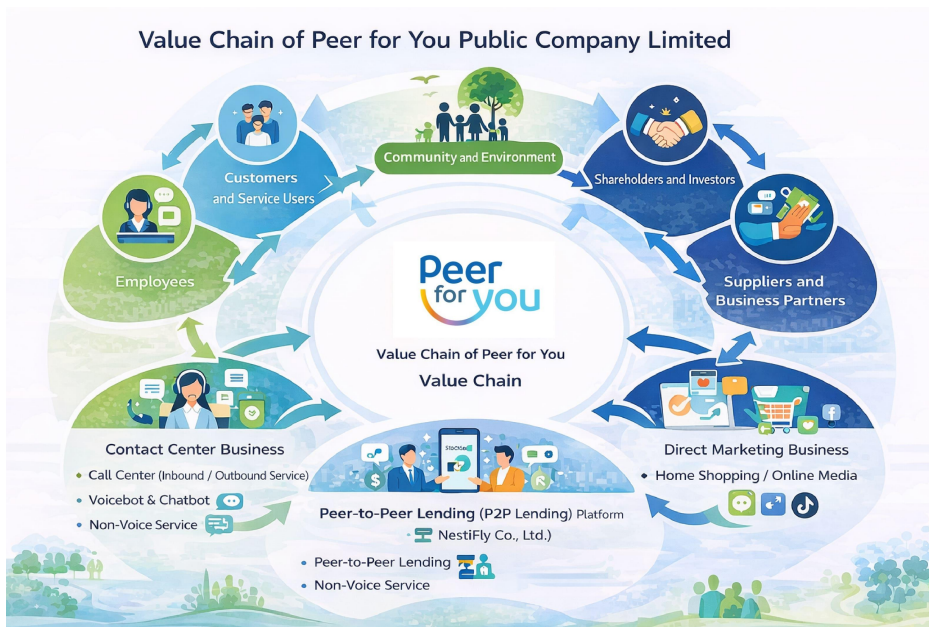 Value Chain of Peer for You Public Company Limited
Community and Environment
Customers
and Service Users
Shareholders and Investors
Employees
Suppliers and
Business Partners
Peer
for you
Value Chain of Peer for You
Value Chain
Contact Center Business
• Call Center (Inbound / Outbound Service)
• Voicebot & Chatbot
• Non-Voice Service
Peer-to-Peer Lending (P2P Lending) Platform
NestiFly Co., Ltd.)
• Peer-to-Peer Lending
• Non-Voice Service
Direct Marketing Business
• Home Shopping / Online Media